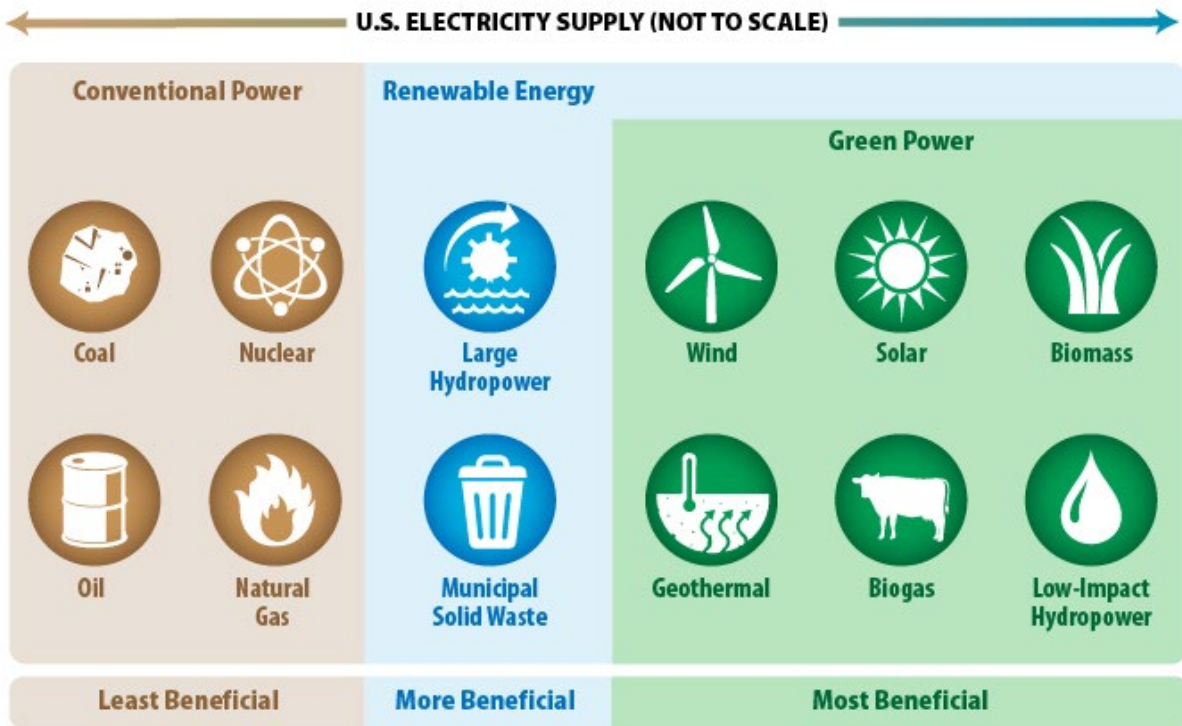 U.S. ELECTRICITY SUPPLY (NOT TO SCALE)
Conventional Power
Renewable Energy
Green Power
Coal
Nuclear
Large
Hydropower
Wind
Solar
Biomass
Oil
Natural
Gas
Municipal
Solid Waste
Geothermal
Biogas
Low-Impact
Hydropower
Least Beneficial
More Beneficial
Most Beneficial